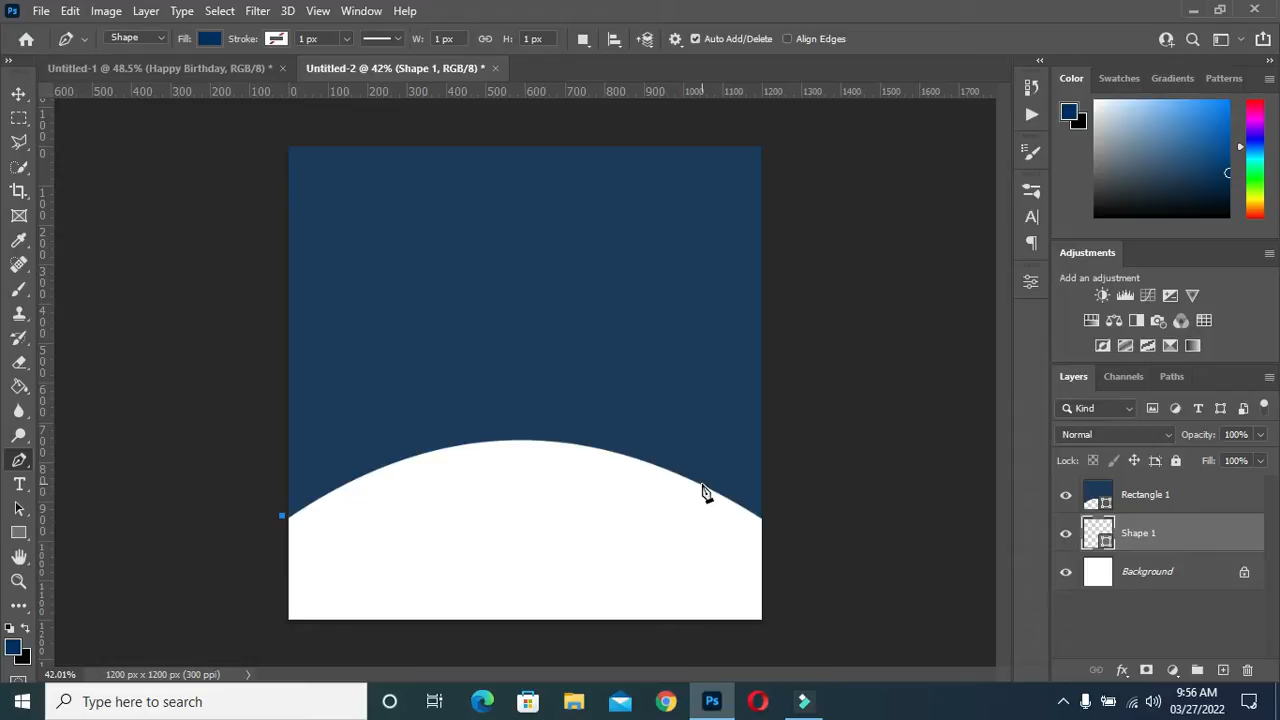 Ps File Edit Image Layer Type Select Filter 3D View Window Help
Shape Fill: Stroke: 1 px W: 1 px H: 1 px Auto Add/Delete Align Edges
Untitled-1 @ 48.5% (Happy Birthday, RGB/8) * × Untitled-2 @ 42% (Shape 1, RGB/8) * ×
600 500 400 300 200 100 0 100 200 300 400 500 600 700 800 900 1000 1100 1200 1300 1400 1500 1600 1700
Color Swatches Gradients Patterns
Adjustments
Add an adjustment
Layers Channels Paths
Kind
Normal Opacity: 100%
Lock: Fill: 100%
Rectangle 1
Shape 1
Background
42.01% 1200 px x 1200 px (300 ppi)
Type here to search
Ps
9:56 AM
03/27/2022